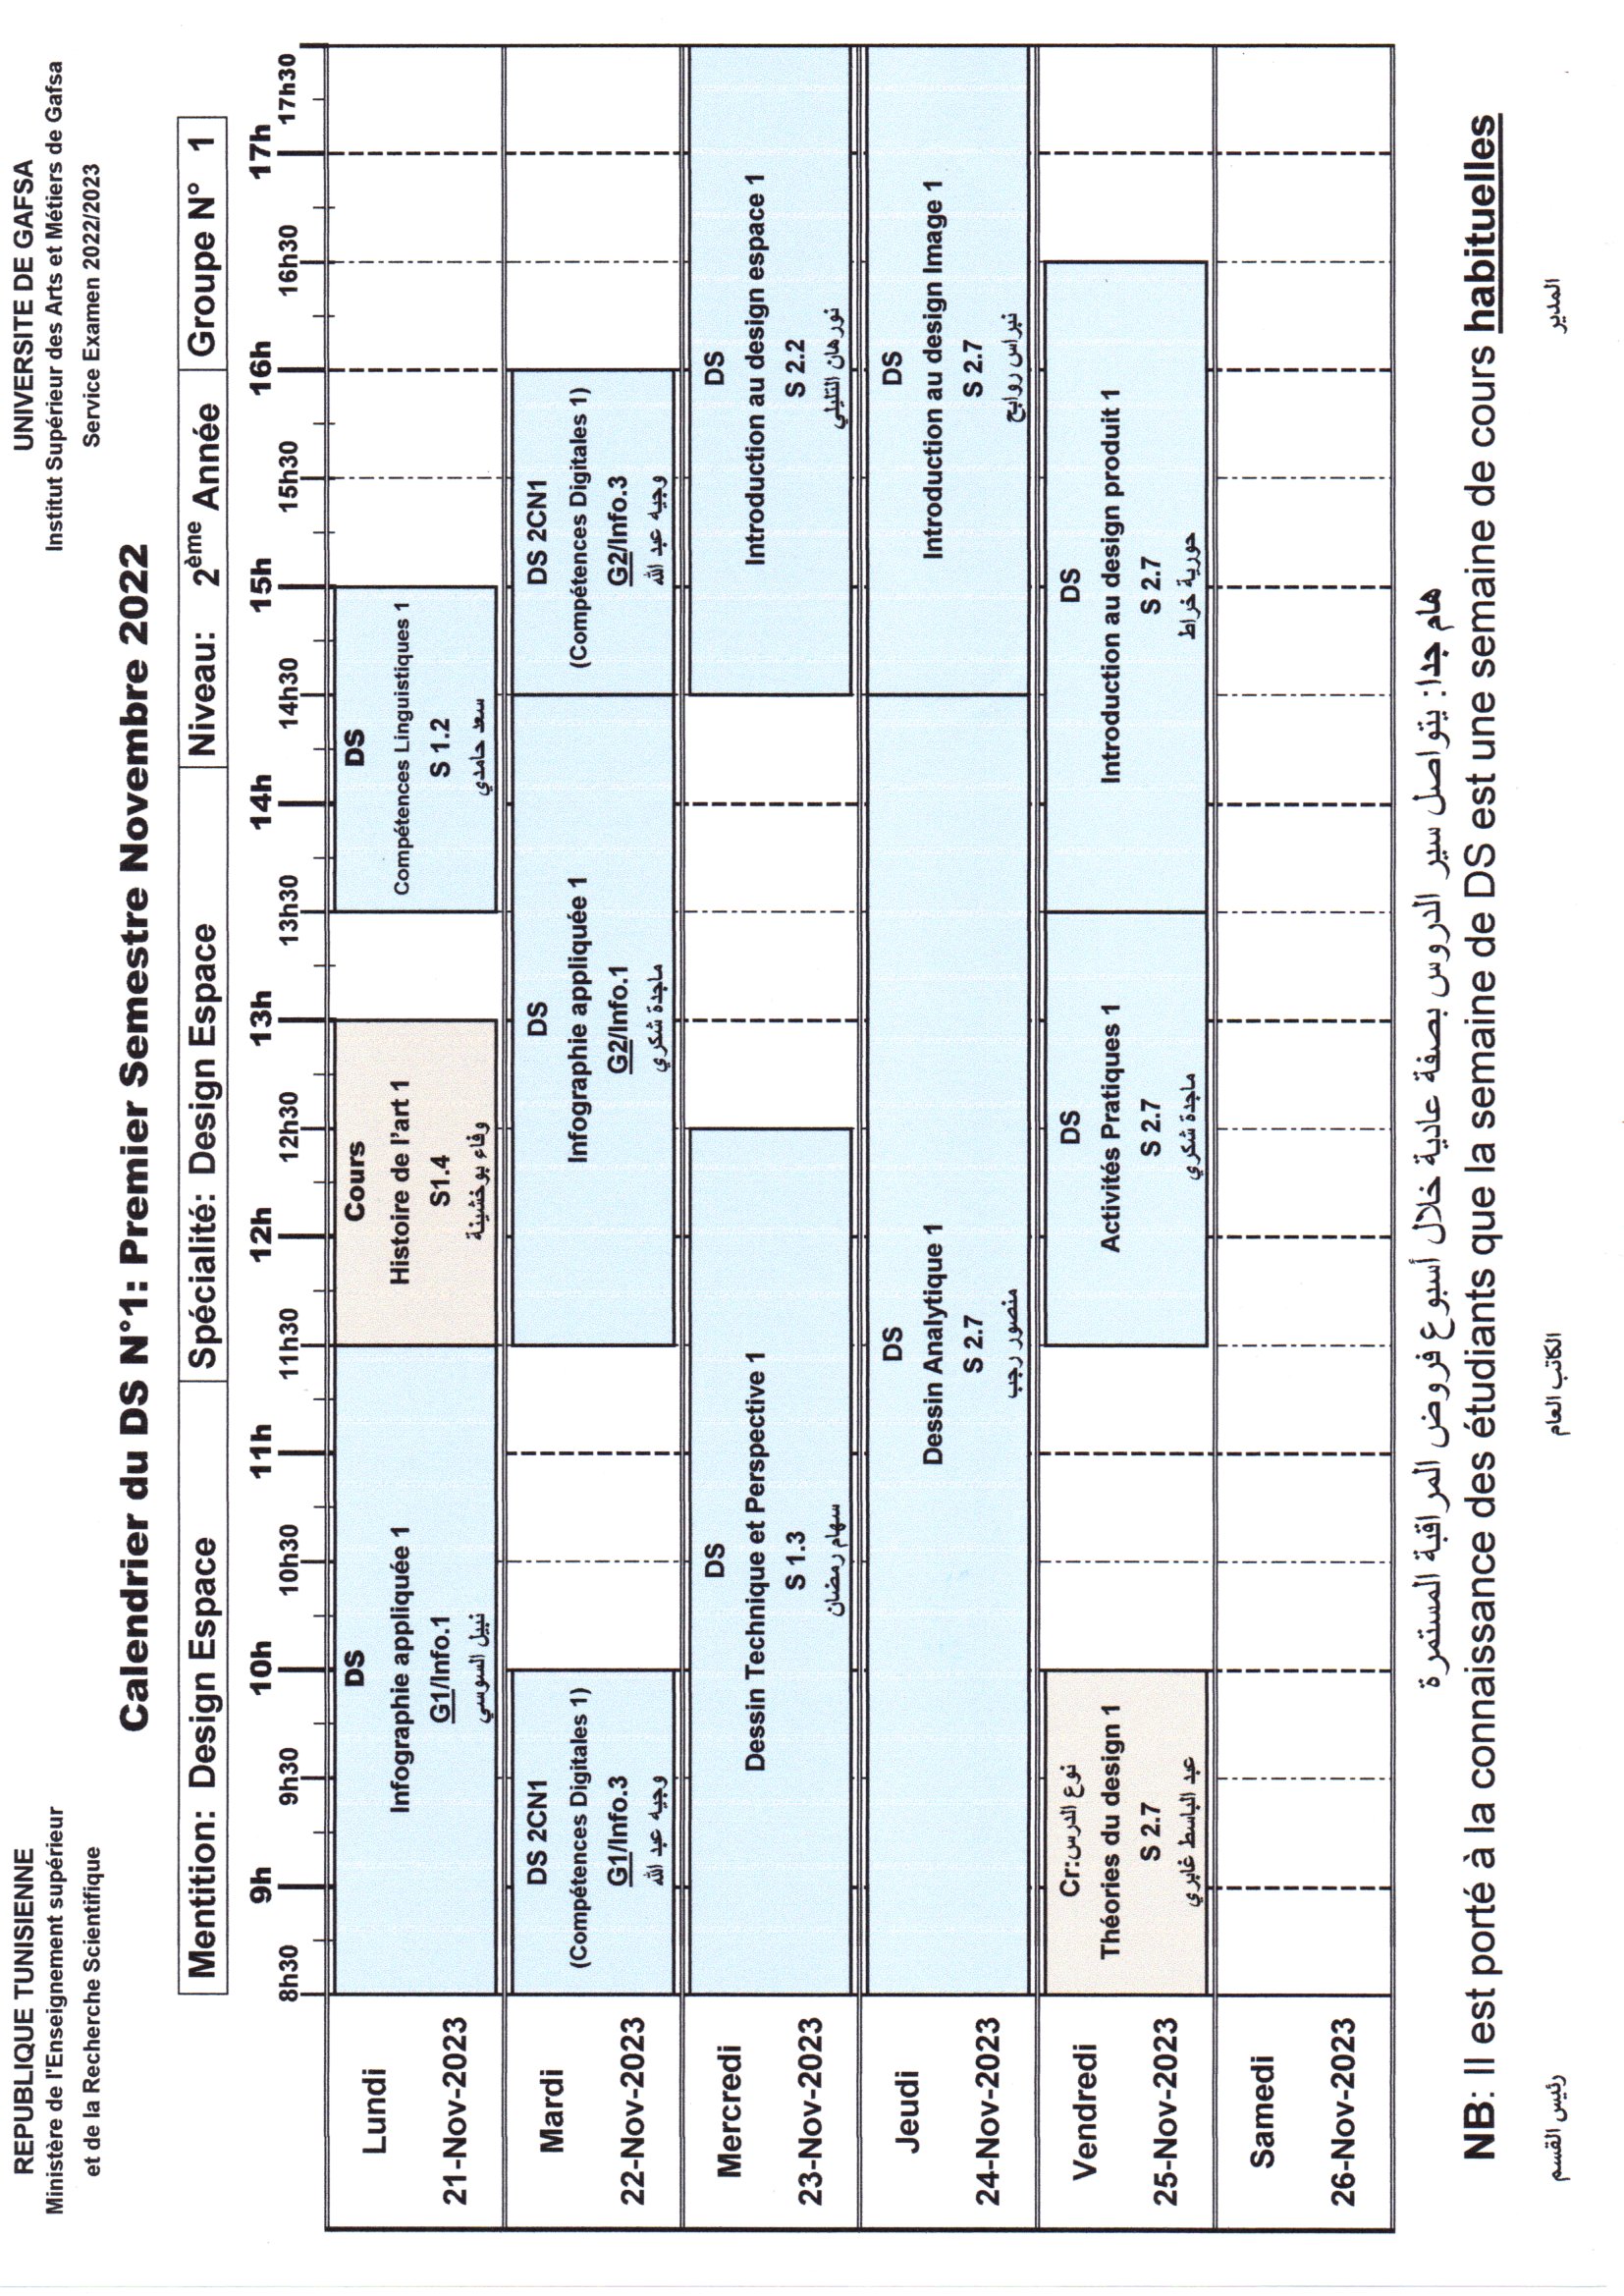 REPUBLIQUE TUNISIENNE
Ministère de l'Enseignement supérieur
et de la Recherche Scientifique
UNIVERSITE DE GAFSA
Institut Supérieur des Arts et Métiers de Gafsa
Service Examen 2022/2023
Calendrier du DS N°1: Premier Semestre Novembre 2022
Mentition: Design Espace Spécialité: Design Espace Niveau: 2ème Année Groupe N° 1
9h 10h 11h 12h 13h 14h 15h 16h 17h
8h30 9h30 10h30 11h30 12h30 13h30 14h30 15h30 16h30 17h30
Lundi
21-Nov-2023
DS
Infographie appliquée 1
G1/Info.1
نبيل السوسي
Cours
Histoire de l'art 1
S1.4
وفاء بوخشينة
DS
Compétences Linguistiques 1
S 1.2
سعد حامدي
Mardi
22-Nov-2023
DS 2CN1
(Compétences Digitales 1)
G1/Info.3
وجيه عبد الله
DS
Infographie appliquée 1
G2/Info.1
ماجدة شكري
DS 2CN1
(Compétences Digitales 1)
G2/Info.3
وجيه عبد الله
Mercredi
23-Nov-2023
DS
Dessin Technique et Perspective 1
S 1.3
سهام رمضان
DS
Introduction au design espace 1
S 2.2
نورهان التليلي
Jeudi
24-Nov-2023
DS
Dessin Analytique 1
S 2.7
منصور رجب
DS
Introduction au design Image 1
S 2.7
نبراس روابح
Vendredi
25-Nov-2023
Cr:نوع الدرس
Théories du design 1
S 2.7
عبد الباسط غابري
DS
Activités Pratiques 1
S 2.7
ماجدة شكري
DS
Introduction au design produit 1
S 2.7
حورية خراط
Samedi
26-Nov-2023
هام جدا: يتواصل سير الدروس بصفة عادية خلال أسبوع فروض المراقبة المستمرة
NB: Il est porté à la connaissance des étudiants que la semaine de DS est une semaine de cours habituelles
رئيس القسم
الكاتب العام
المدير